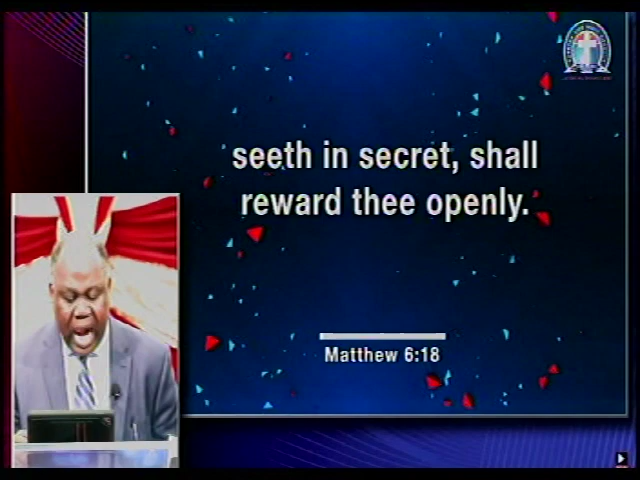 seeth in secret, shall
reward thee openly.
Matthew 6:18